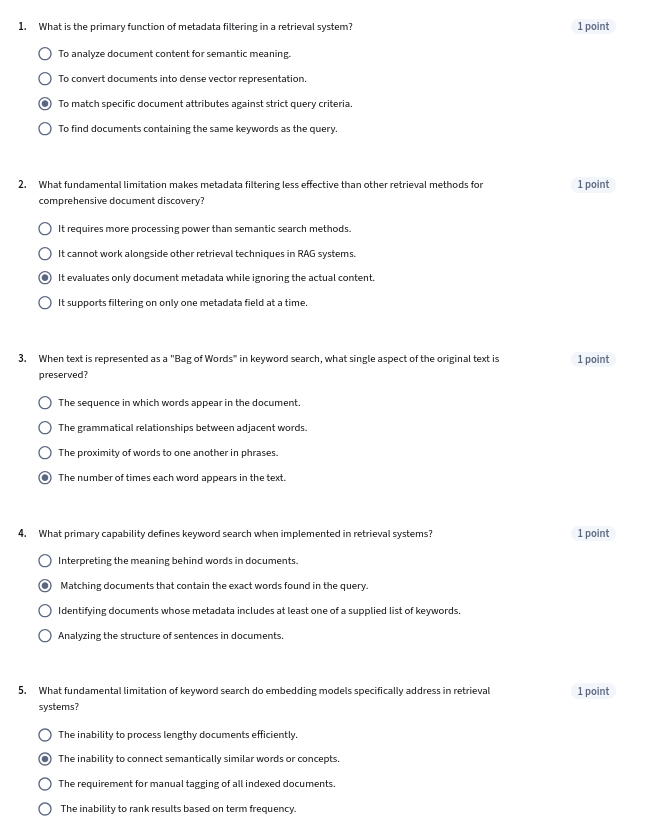 1. What is the primary function of metadata filtering in a retrieval system? 1 point
To analyze document content for semantic meaning.
To convert documents into dense vector representation.
To match specific document attributes against strict query criteria.
To find documents containing the same keywords as the query.
2. What fundamental limitation makes metadata filtering less effective than other retrieval methods for 1 point
comprehensive document discovery?
It requires more processing power than semantic search methods.
It cannot work alongside other retrieval techniques in RAG systems.
It evaluates only document metadata while ignoring the actual content.
It supports filtering on only one metadata field at a time.
3. When text is represented as a "Bag of Words" in keyword search, what single aspect of the original text is 1 point
preserved?
The sequence in which words appear in the document.
The grammatical relationships between adjacent words.
The proximity of words to one another in phrases.
The number of times each word appears in the text.
4. What primary capability defines keyword search when implemented in retrieval systems? 1 point
Interpreting the meaning behind words in documents.
Matching documents that contain the exact words found in the query.
Identifying documents whose metadata includes at least one of a supplied list of keywords.
Analyzing the structure of sentences in documents.
5. What fundamental limitation of keyword search do embedding models specifically address in retrieval 1 point
systems?
The inability to process lengthy documents efficiently.
The inability to connect semantically similar words or concepts.
The requirement for manual tagging of all indexed documents.
The inability to rank results based on term frequency.